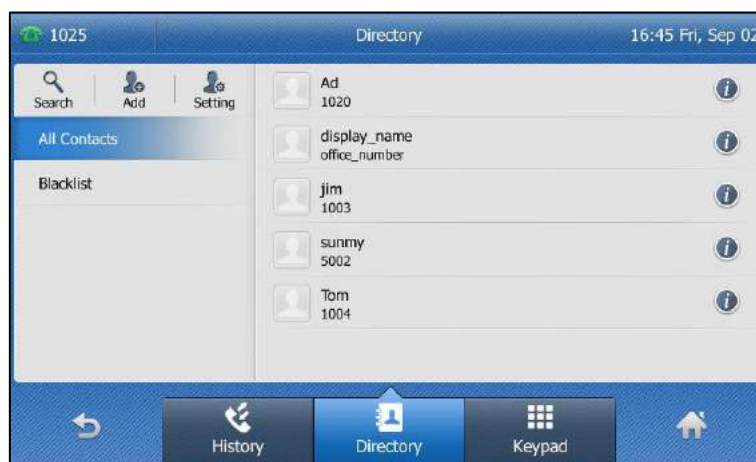 1025 Directory 16:45 Fri, Sep 02
Search Add Setting
All Contacts
Blacklist
Ad
1020
display_name
office_number
jim
1003
sunmy
5002
Tom
1004
History Directory Keypad